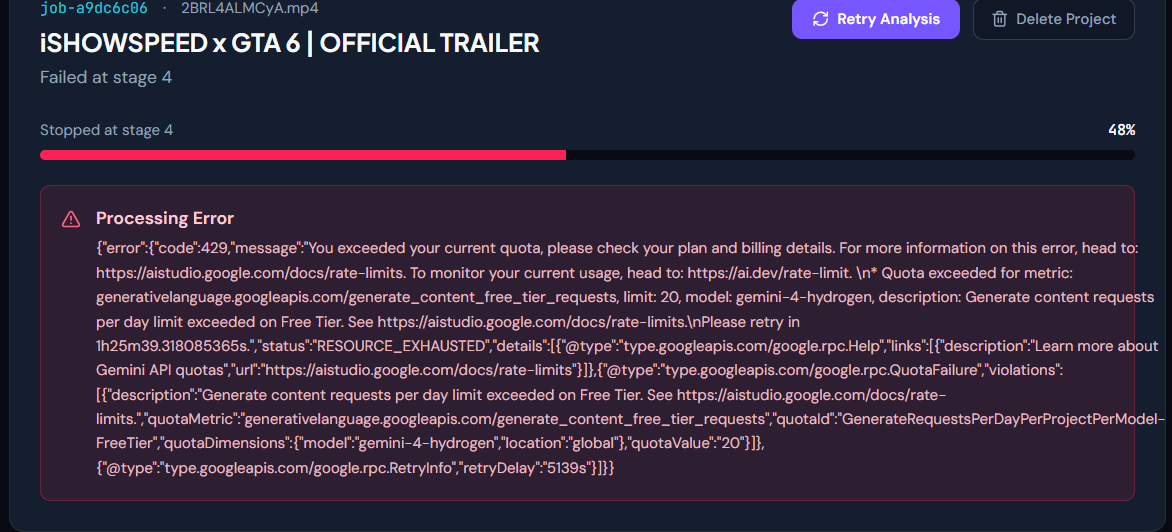 job-a9dc6c06 · 2BRL4ALMCyA.mp4
iSHOWSPEED x GTA 6 | OFFICIAL TRAILER
Retry Analysis
Delete Project
Failed at stage 4
Stopped at stage 4
48%
Processing Error
{"error":{"code":429,"message":"You exceeded your current quota, please check your plan and billing details. For more information on this error, head to:
https://aistudio.google.com/docs/rate-limits. To monitor your current usage, head to: https://ai.dev/rate-limit. \n* Quota exceeded for metric:
generativelanguage.googleapis.com/generate_content_free_tier_requests, limit: 20, model: gemini-4-hydrogen, description: Generate content requests
per day limit exceeded on Free Tier. See https://aistudio.google.com/docs/rate-limits.\nPlease retry in
1h25m39.318085365s.","status":"RESOURCE_EXHAUSTED","details":[{"@type":"type.googleapis.com/google.rpc.Help","links":[{"description":"Learn more about
Gemini API quotas","url":"https://aistudio.google.com/docs/rate-limits"}]},{"@type":"type.googleapis.com/google.rpc.QuotaFailure","violations":
[{"description":"Generate content requests per day limit exceeded on Free Tier. See https://aistudio.google.com/docs/rate-
limits.","quotaMetric":"generativelanguage.googleapis.com/generate_content_free_tier_requests","quotaId":"GenerateRequestsPerDayPerProjectPerModel-
FreeTier","quotaDimensions":{"model":"gemini-4-hydrogen","location":"global"},"quotaValue":"20"}]},
{"@type":"type.googleapis.com/google.rpc.RetryInfo","retryDelay":"5139s"}]}}